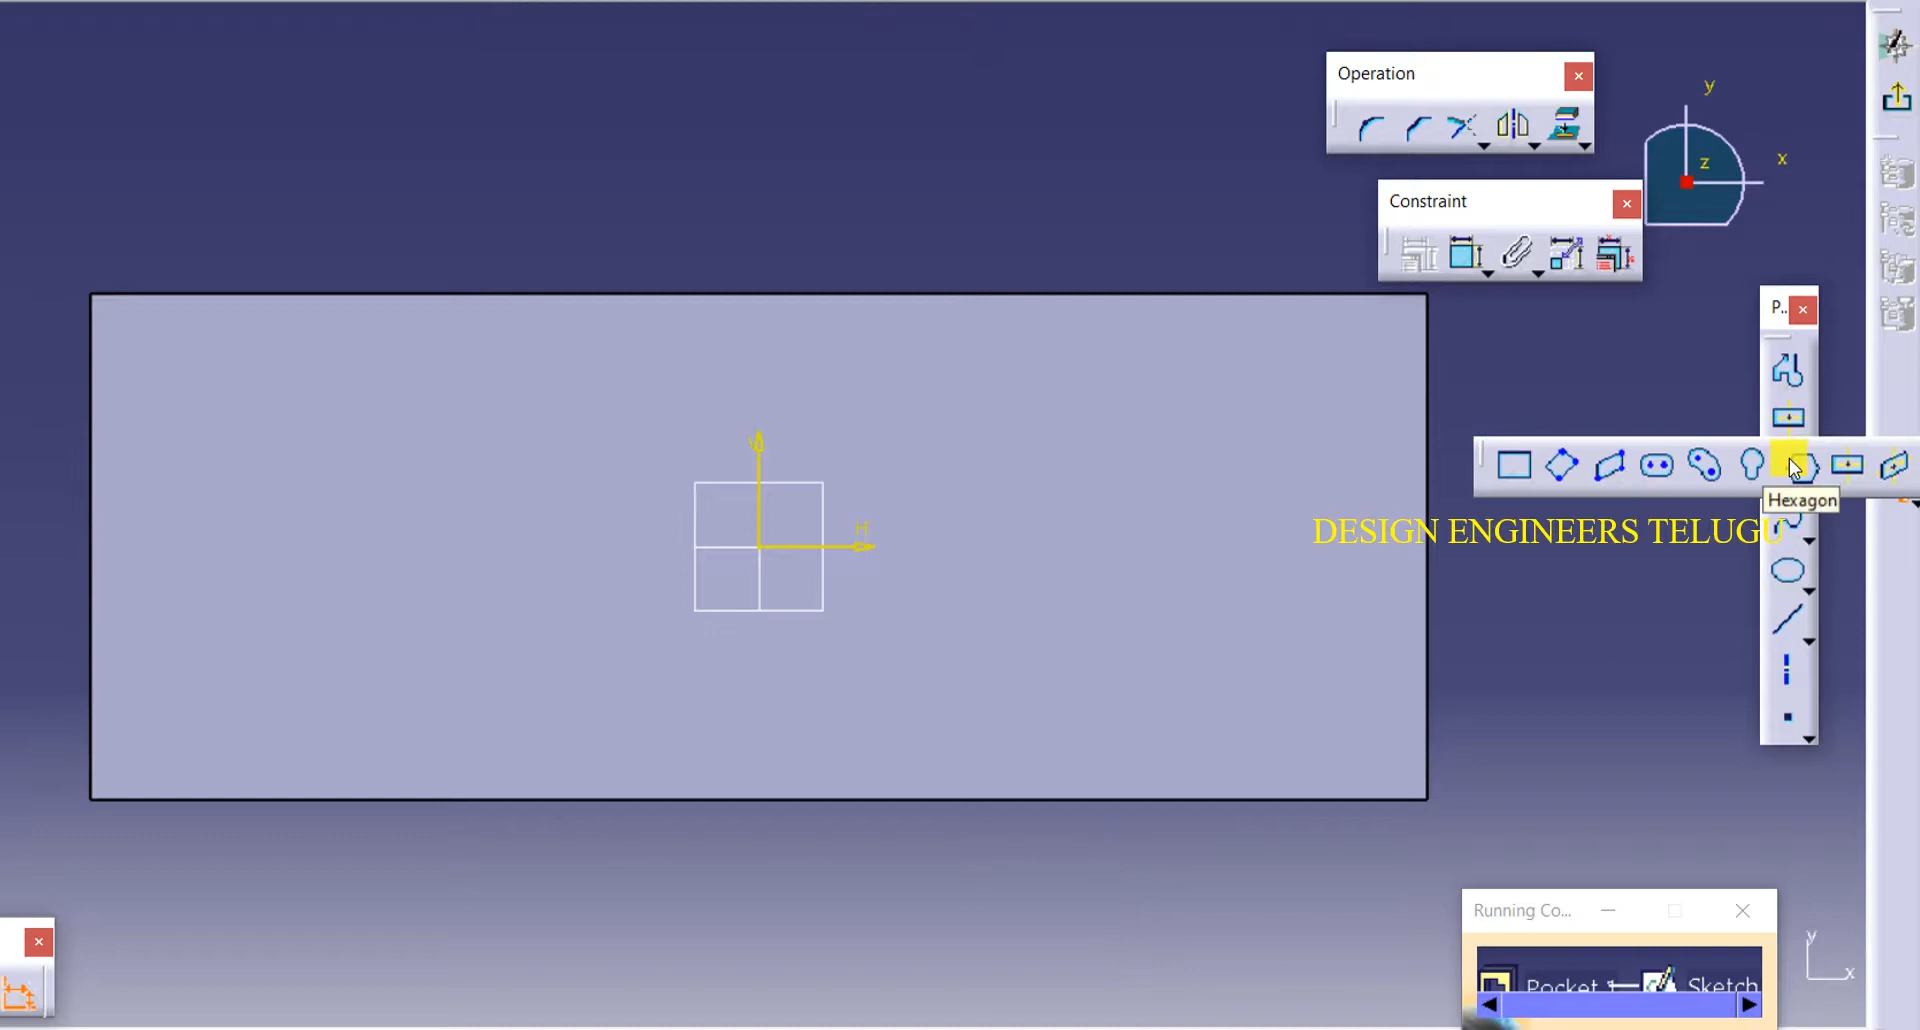 Operation
y
z
x
Constraint
P..
V
H
Hexagon
DESIGN ENGINEERS TELUGU
Running Co...
Pocket
Sketch
y
x